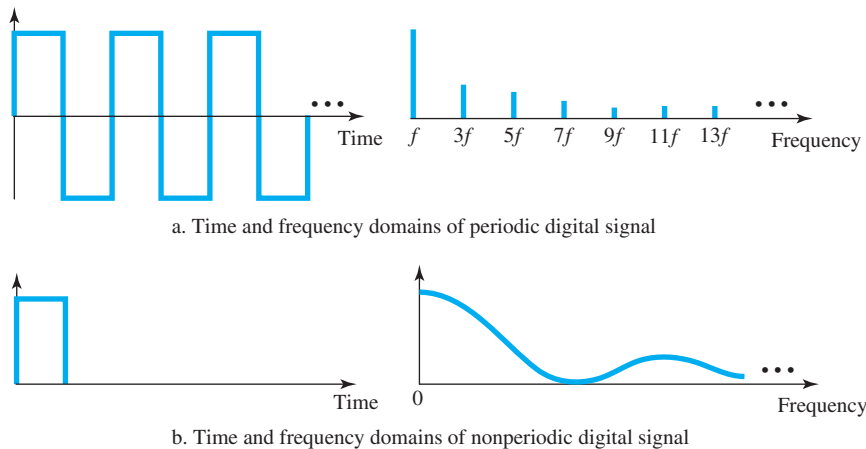 •••
•••
Time
f 3f 5f 7f 9f 11f 13f
Frequency
a. Time and frequency domains of periodic digital signal
•••
0
Time
Frequency
b. Time and frequency domains of nonperiodic digital signal